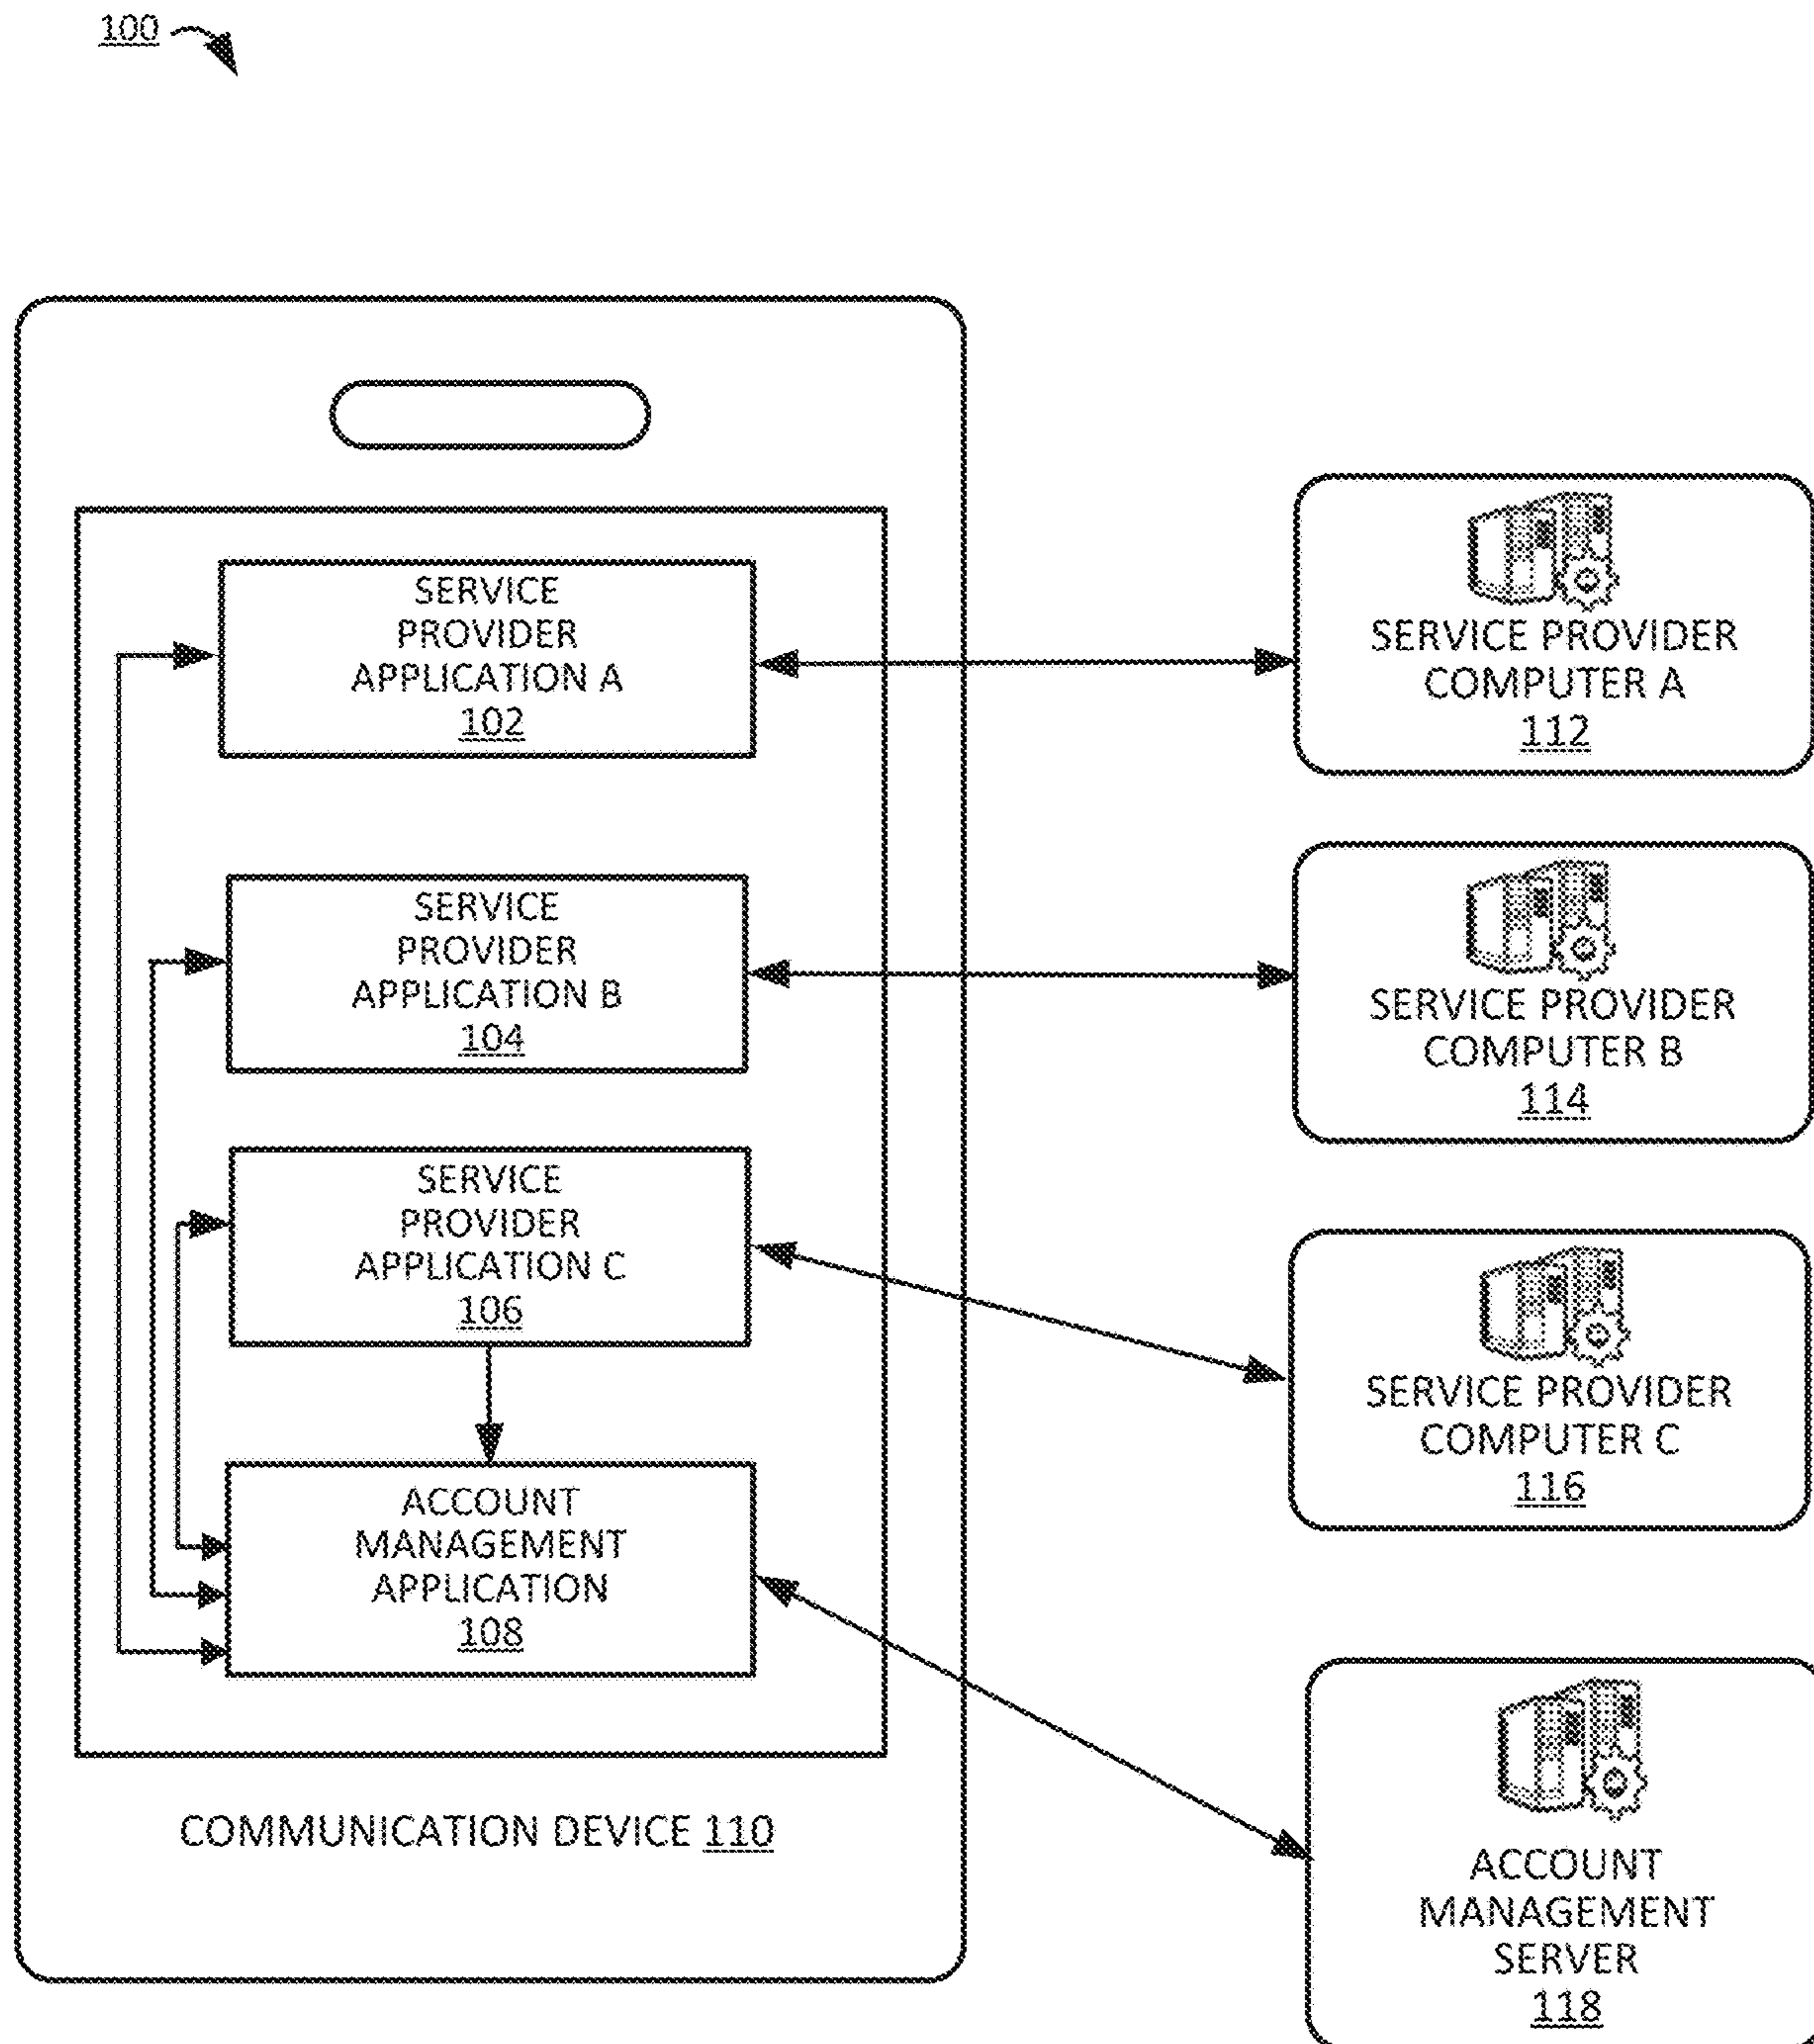 100
SERVICE
PROVIDER
APPLICATION A
102
SERVICE
PROVIDER
APPLICATION B
104
SERVICE
PROVIDER
APPLICATION C
106
ACCOUNT
MANAGEMENT
APPLICATION
108
COMMUNICATION DEVICE 110
SERVICE PROVIDER
COMPUTER A
112
SERVICE PROVIDER
COMPUTER B
114
SERVICE PROVIDER
COMPUTER C
116
ACCOUNT
MANAGEMENT
SERVER
118